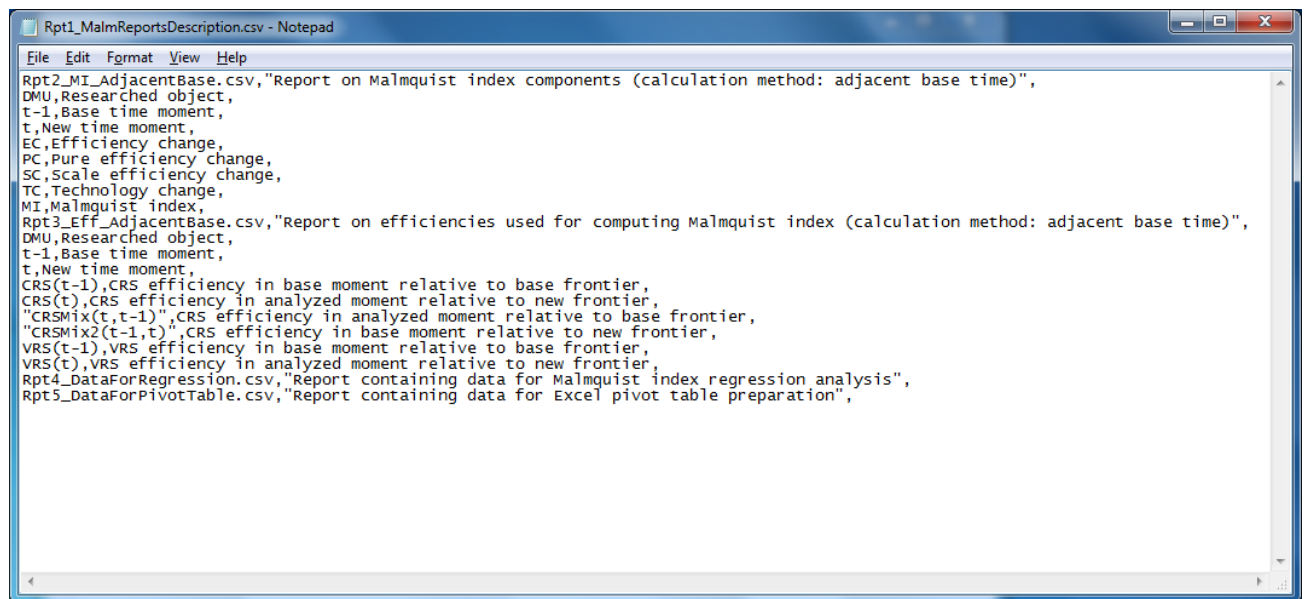 Rpt1_MalmReportsDescription.csv - Notepad
File Edit Format View Help
Rpt2_MI_AdjacentBase.csv,"Report on Malmquist index components (calculation method: adjacent base time)",
DMU,Researched object,
t-1,Base time moment,
t,New time moment,
EC,Efficiency change,
PC,Pure efficiency change,
SC,Scale efficiency change,
TC,Technology change,
MI,Malmquist index,
Rpt3_Eff_AdjacentBase.csv,"Report on efficiencies used for computing Malmquist index (calculation method: adjacent base time)",
DMU,Researched object,
t-1,Base time moment,
t,New time moment,
CRS(t-1),CRS efficiency in base moment relative to base frontier,
CRS(t),CRS efficiency in analyzed moment relative to new frontier,
"CRSMix(t,t-1)",CRS efficiency in analyzed moment relative to base frontier,
"CRSMix2(t-1,t)",CRS efficiency in base moment relative to new frontier,
VRS(t-1),VRS efficiency in base moment relative to base frontier,
VRS(t),VRS efficiency in analyzed moment relative to new frontier,
Rpt4_DataForRegression.csv,"Report containing data for Malmquist index regression analysis",
Rpt5_DataForPivotTable.csv,"Report containing data for Excel pivot table preparation",